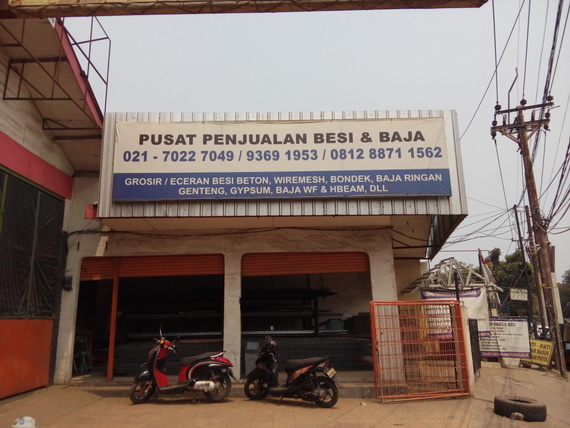 PUSAT PENJUALAN BESI & BAJA
021 - 7022 7049 / 9369 1953 / 0812 8871 1562
GROSIR / ECERAN BESI BETON, WIREMESH, BONDEK, BAJA RINGAN
GENTENG, GYPSUM, BAJA WF & HBEAM, DLL